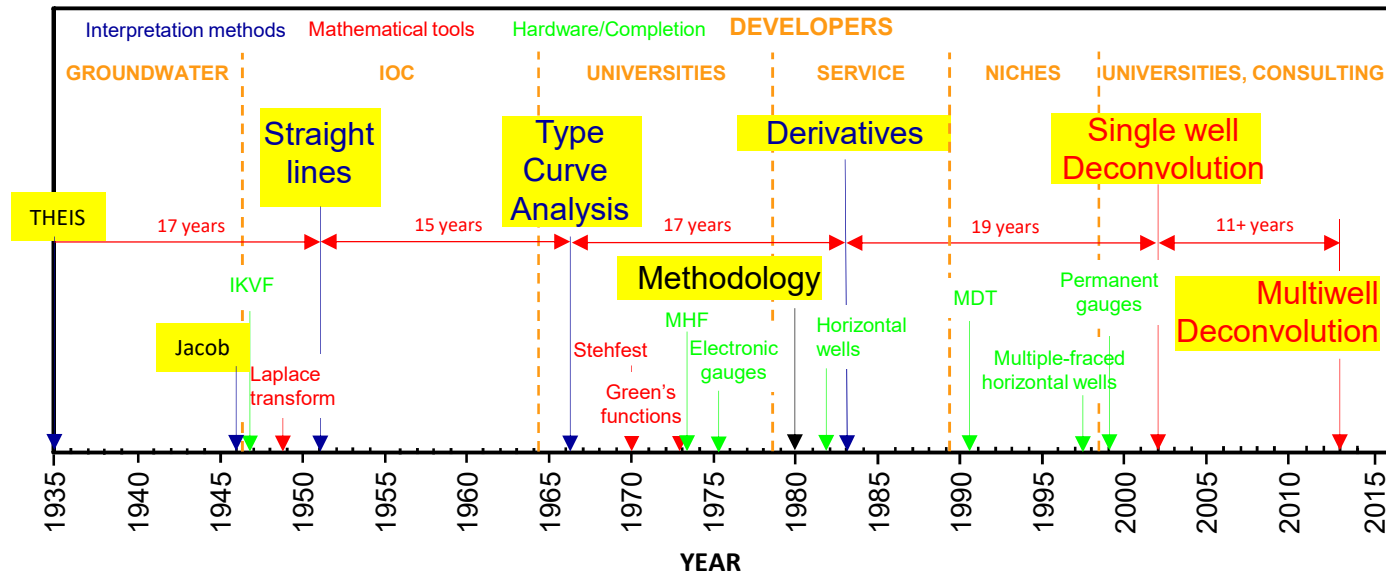 DEVELOPERS
Interpretation methods
Mathematical tools
Hardware/Completion
GROUNDWATER
IOC
UNIVERSITIES
SERVICE
NICHES
UNIVERSITIES, CONSULTING
Straight
lines
Type
Curve
Analysis
Derivatives
Single well
Deconvolution
THEIS
17 years
15 years
17 years
19 years
11+ years
IKVF
Methodology
MDT
Permanent
gauges
Multiwell
Deconvolution
Jacob
Laplace
transform
Stehfest
MHF
Electronic
gauges
Horizontal
wells
Green's
functions
Multiple-fraced
horizontal wells
1935
1940
1945
1950
1955
1960
1965
1970
1975
1980
1985
1990
1995
2000
2005
2010
2015
YEAR